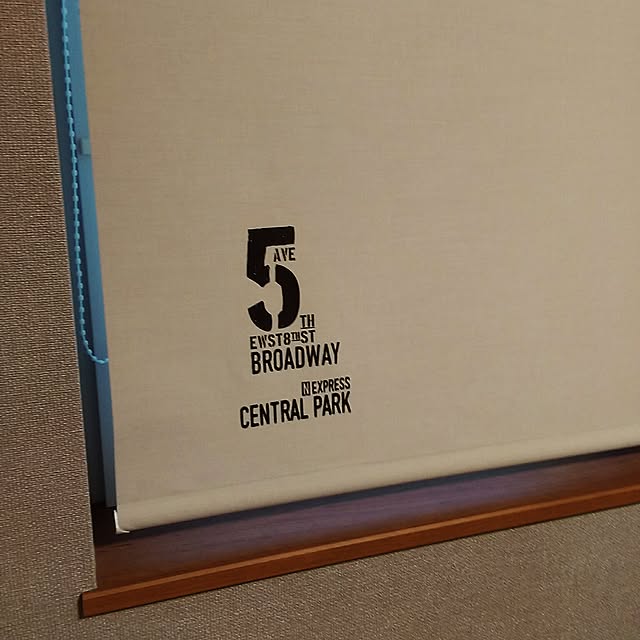 5 AVE
TH
EWST8THST
BROADWAY
N EXPRESS
CENTRAL PARK